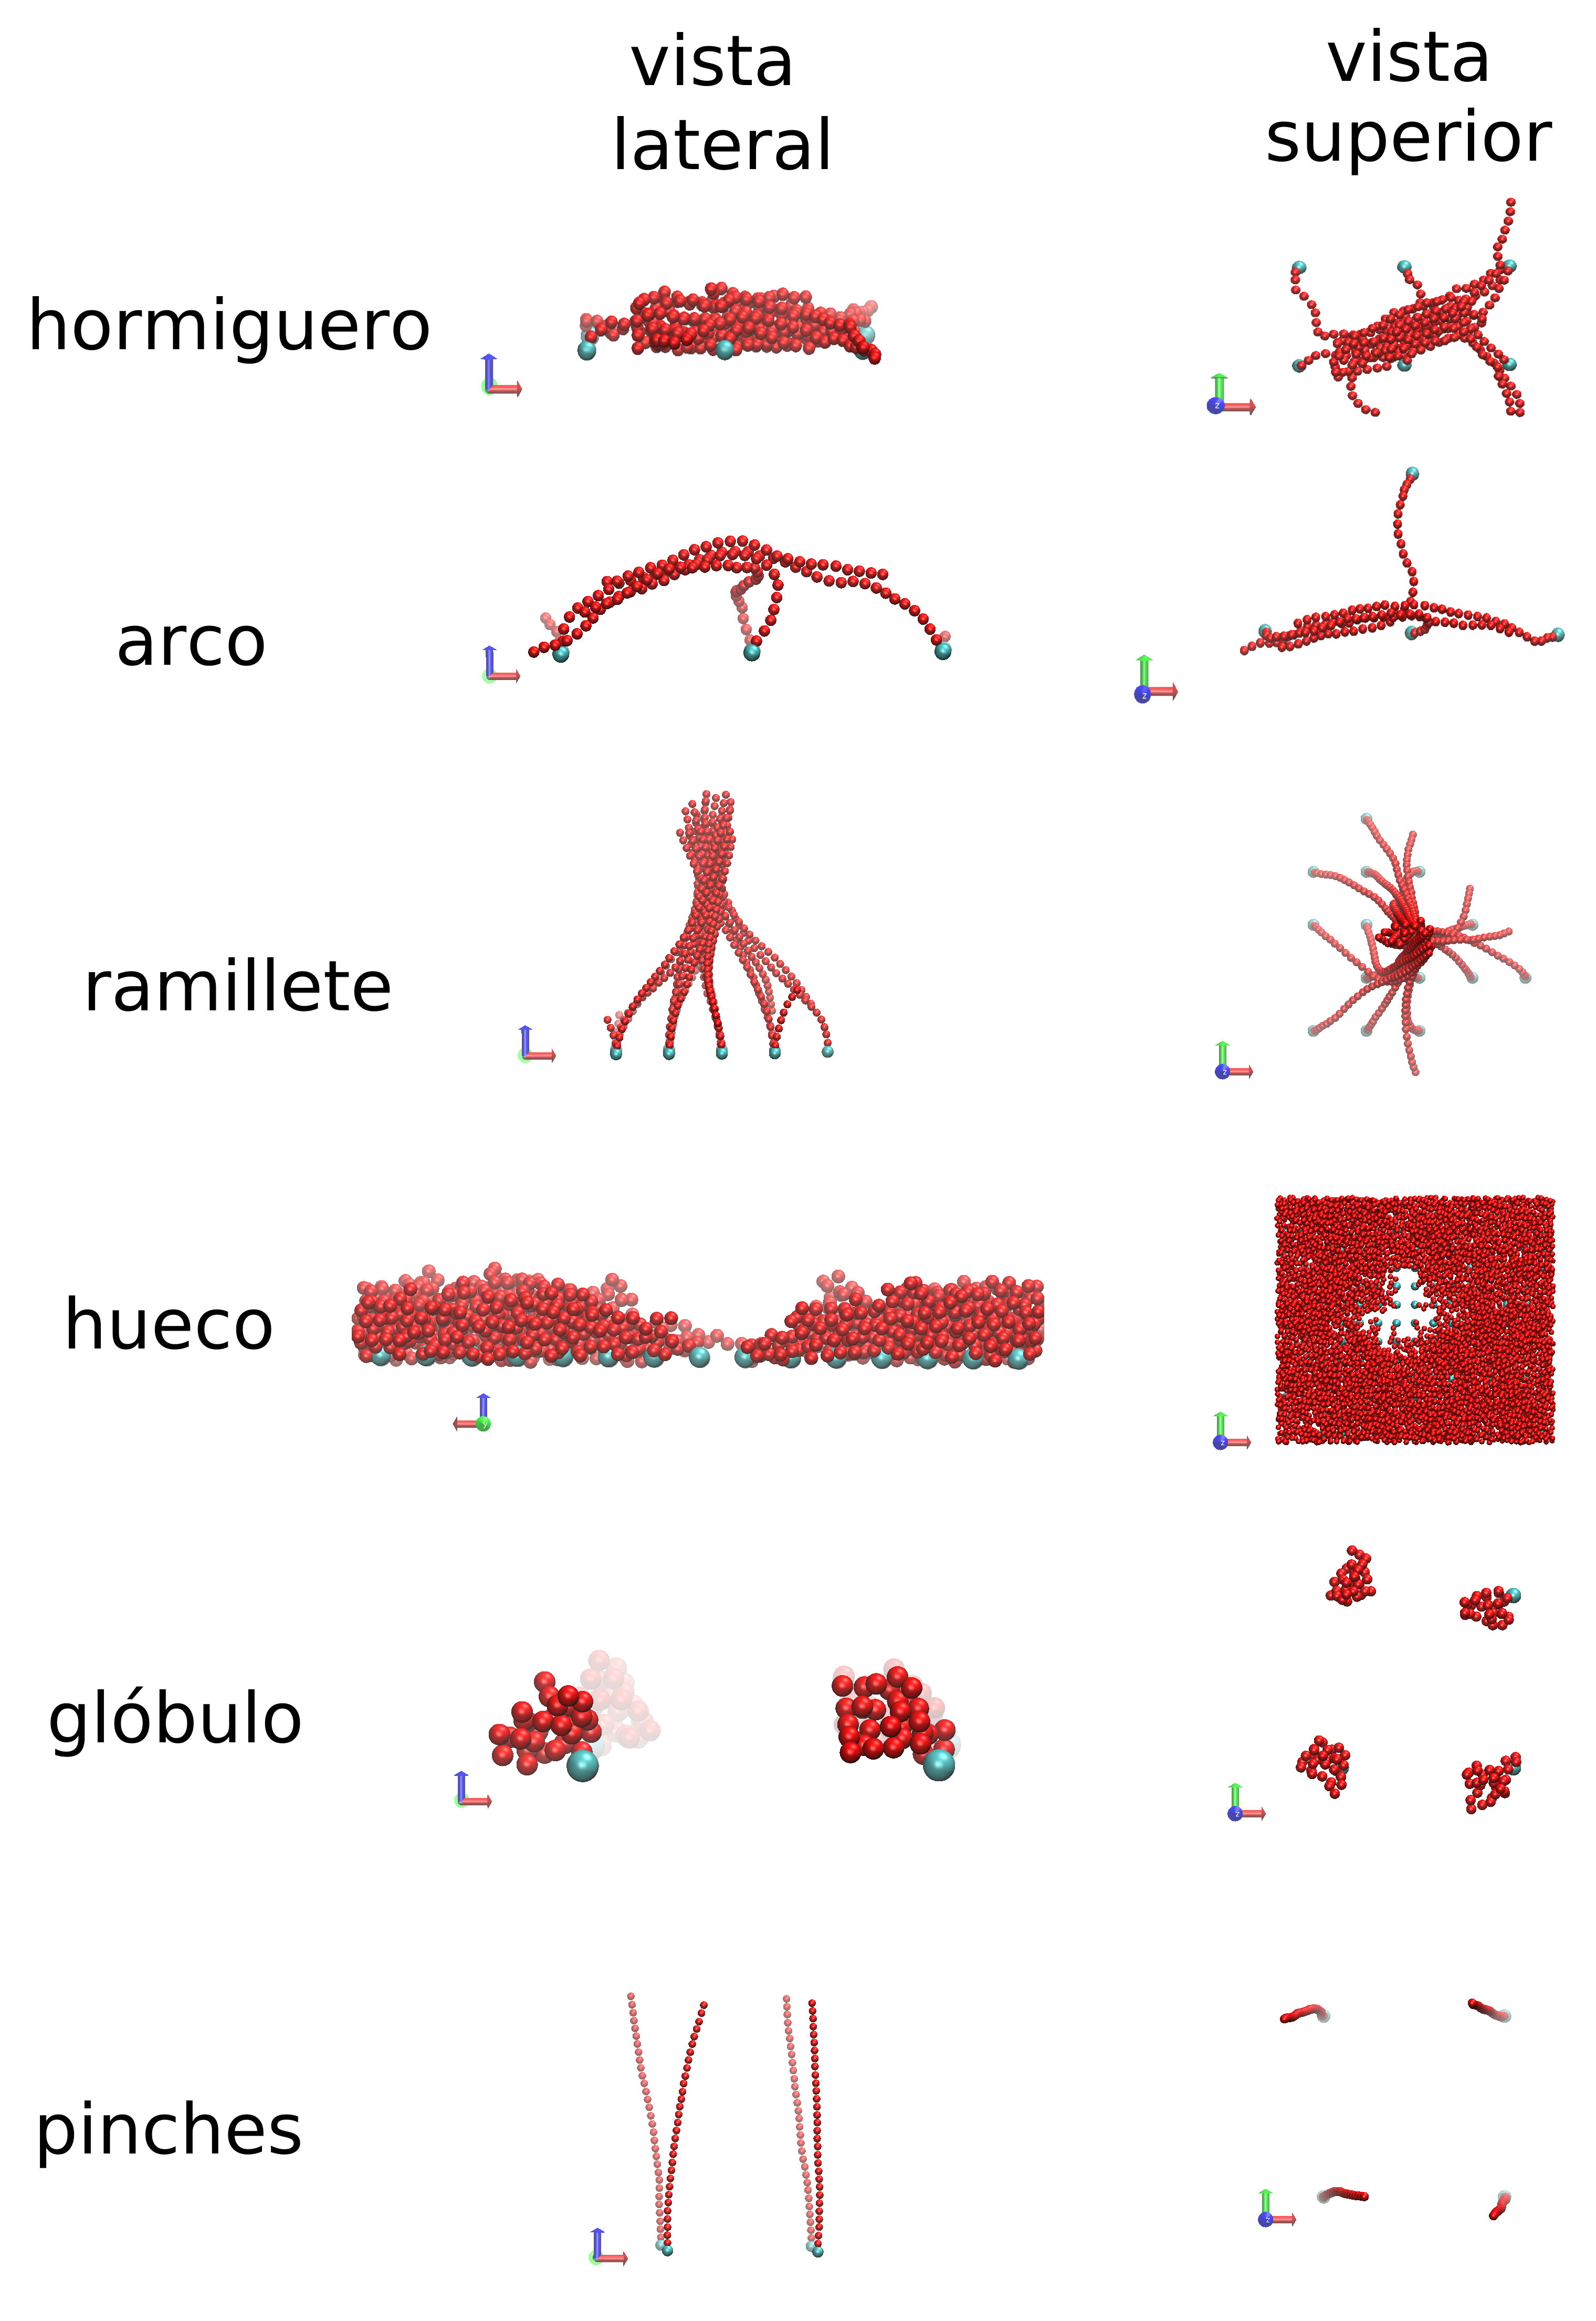 vista
lateral
vista
superior
hormiguero
arco
ramillete
hueco
glóbulo
pinches